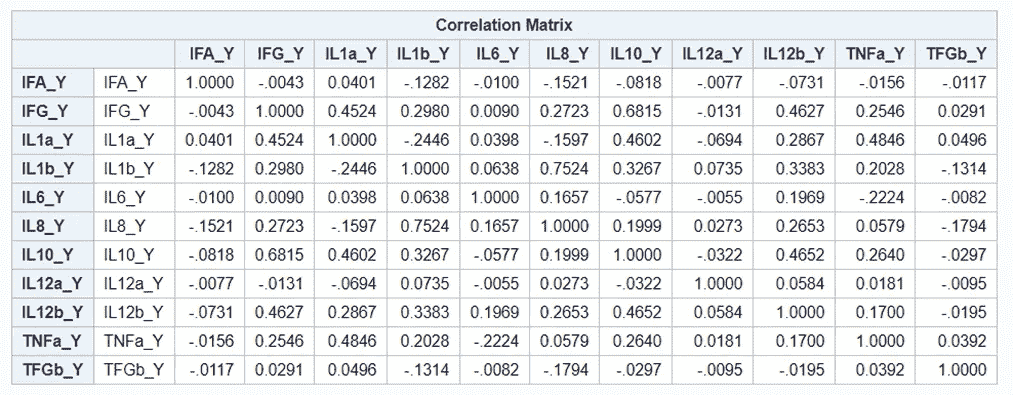 Correlation Matrix
IFA_Y IFG_Y IL1a_Y IL1b_Y IL6_Y IL8_Y IL10_Y IL12a_Y IL12b_Y TNFa_Y TFGb_Y
IFA_Y IFA_Y 1.0000 -.0043 0.0401 -.1282 -.0100 -.1521 -.0818 -.0077 -.0731 -.0156 -.0117
IFG_Y IFG_Y -.0043 1.0000 0.4524 0.2980 0.0090 0.2723 0.6815 -.0131 0.4627 0.2546 0.0291
IL1a_Y IL1a_Y 0.0401 0.4524 1.0000 -.2446 0.0398 -.1597 0.4602 -.0694 0.2867 0.4846 0.0496
IL1b_Y IL1b_Y -.1282 0.2980 -.2446 1.0000 0.0638 0.7524 0.3267 0.0735 0.3383 0.2028 -.1314
IL6_Y IL6_Y -.0100 0.0090 0.0398 0.0638 1.0000 0.1657 -.0577 -.0055 0.1969 -.2224 -.0082
IL8_Y IL8_Y -.1521 0.2723 -.1597 0.7524 0.1657 1.0000 0.1999 0.0273 0.2653 0.0579 -.1794
IL10_Y IL10_Y -.0818 0.6815 0.4602 0.3267 -.0577 0.1999 1.0000 -.0322 0.4652 0.2640 -.0297
IL12a_Y IL12a_Y -.0077 -.0131 -.0694 0.0735 -.0055 0.0273 -.0322 1.0000 0.0584 0.0181 -.0095
IL12b_Y IL12b_Y -.0731 0.4627 0.2867 0.3383 0.1969 0.2653 0.4652 0.0584 1.0000 0.1700 -.0195
TNFa_Y TNFa_Y -.0156 0.2546 0.4846 0.2028 -.2224 0.0579 0.2640 0.0181 0.1700 1.0000 0.0392
TFGb_Y TFGb_Y -.0117 0.0291 0.0496 -.1314 -.0082 -.1794 -.0297 -.0095 -.0195 0.0392 1.0000